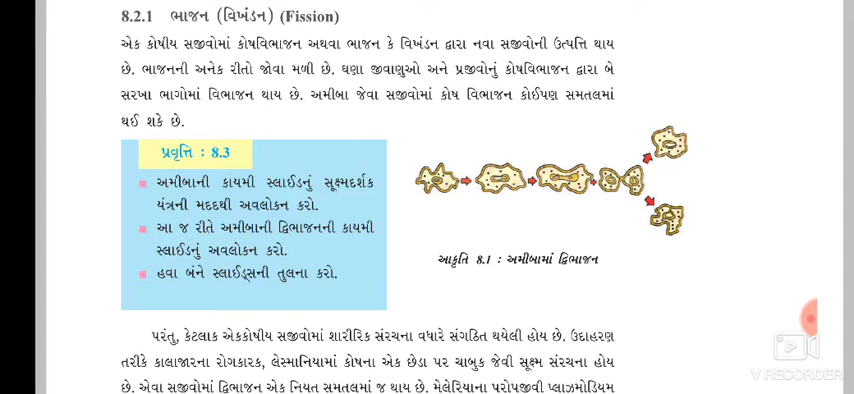 8.2.1 ભાજન (વિખંડન) (Fission)
એક કોષીય સજીવોમાં કોષવિભાજન અથવા ભાજન કે વિખંડન દ્વારા નવા સજીવોની ઉત્પત્તિ થાય
છે. ભાજનની અનેક રીતો જોવા મળી છે. ઘણા જીવાણુઓ અને પ્રજીવોનું કોષવિભાજન દ્વારા બે
સરખા ભાગોમાં વિભાજન થાય છે. અમીબા જેવા સજીવોમાં કોષ વિભાજન કોઈપણ સમતલમાં
થઈ શકે છે.
પ્રવૃત્તિ : 8.3
■ અમીબાની કાયમી સ્લાઈડનું સૂક્ષ્મદર્શક
યંત્રની મદદથી અવલોકન કરો.
■ આ જ રીતે અમીબાની દ્વિભાજનની કાયમી
સ્લાઈડનું અવલોકન કરો.
■ હવા બંને સ્લાઈડ્સની તુલના કરો.
આકૃતિ 8.1 : અમીબામાં દ્વિભાજન
પરંતુ, કેટલાક એકકોષીય સજીવોમાં શારીરિક સંરચના વધારે સંગઠિત થયેલી હોય છે. ઉદાહરણ
તરીકે કાલાજારના રોગકારક, લેસ્માનિયામાં કોષના એક છેડા પર ચાબુક જેવી સૂક્ષ્મ સંરચના હોય
છે. એવા સજીવોમાં દ્વિભાજન એક નિયત સમતલમાં જ થાય છે. મેલેરિયાના પરોપજીવી પ્લાઝમોડિયમ
V RECORDER